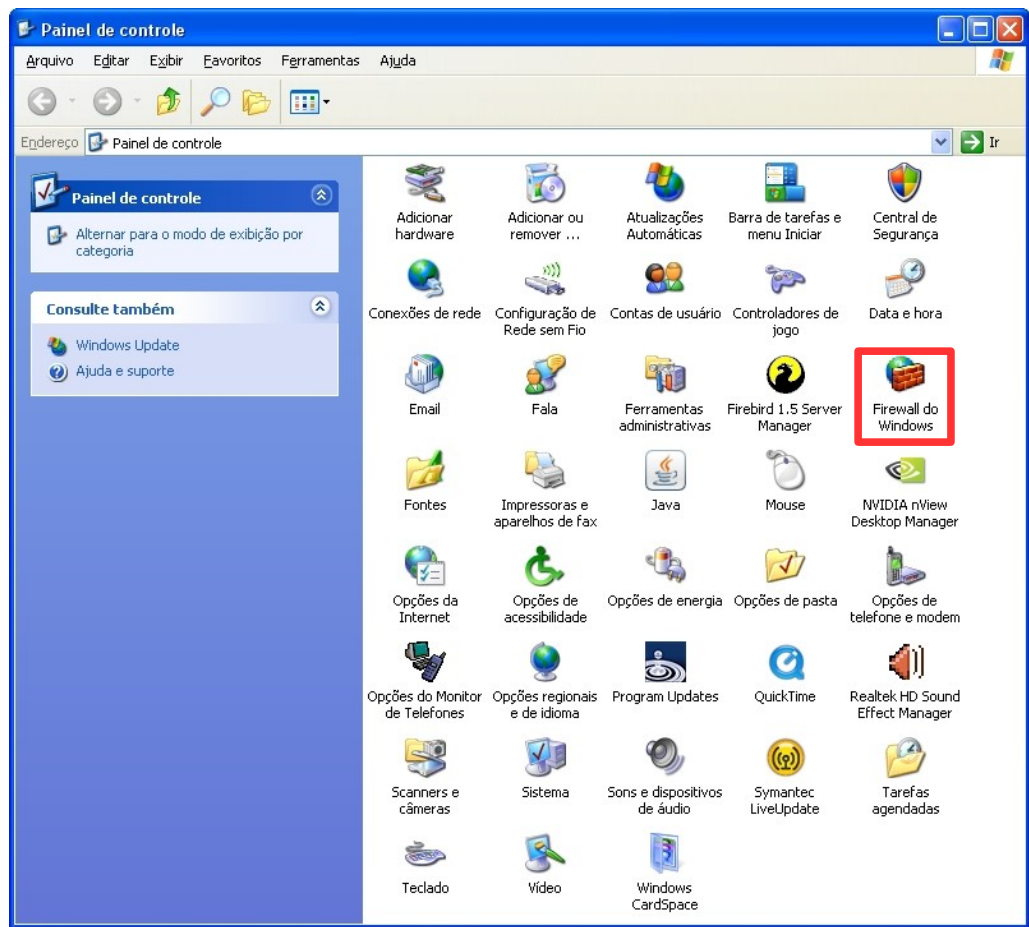 Painel de controle
Arquivo Editar Exibir Favoritos Ferramentas Ajuda
Endereço Painel de controle Ir
Painel de controle
Alternar para o modo de exibição por
categoria
Consulte também
Windows Update
Ajuda e suporte
Adicionar
hardware
Adicionar ou
remover ...
Atualizações
Automáticas
Barra de tarefas e
menu Iniciar
Central de
Segurança
Conexões de rede
Configuração de
Rede sem Fio
Contas de usuário
Controladores de
jogo
Data e hora
Email
Fala
Ferramentas
administrativas
Firebird 1.5 Server
Manager
Firewall do
Windows
Fontes
Impressoras e
aparelhos de fax
Java
Mouse
NVIDIA nView
Desktop Manager
Opções da
Internet
Opções de
acessibilidade
Opções de energia
Opções de pasta
Opções de
telefone e modem
Opções do Monitor
de Telefones
Opções regionais
e de idioma
Program Updates
QuickTime
Realtek HD Sound
Effect Manager
Scanners e
câmeras
Sistema
Sons e dispositivos
de áudio
Symantec
LiveUpdate
Tarefas
agendadas
Teclado
Vídeo
Windows
CardSpace